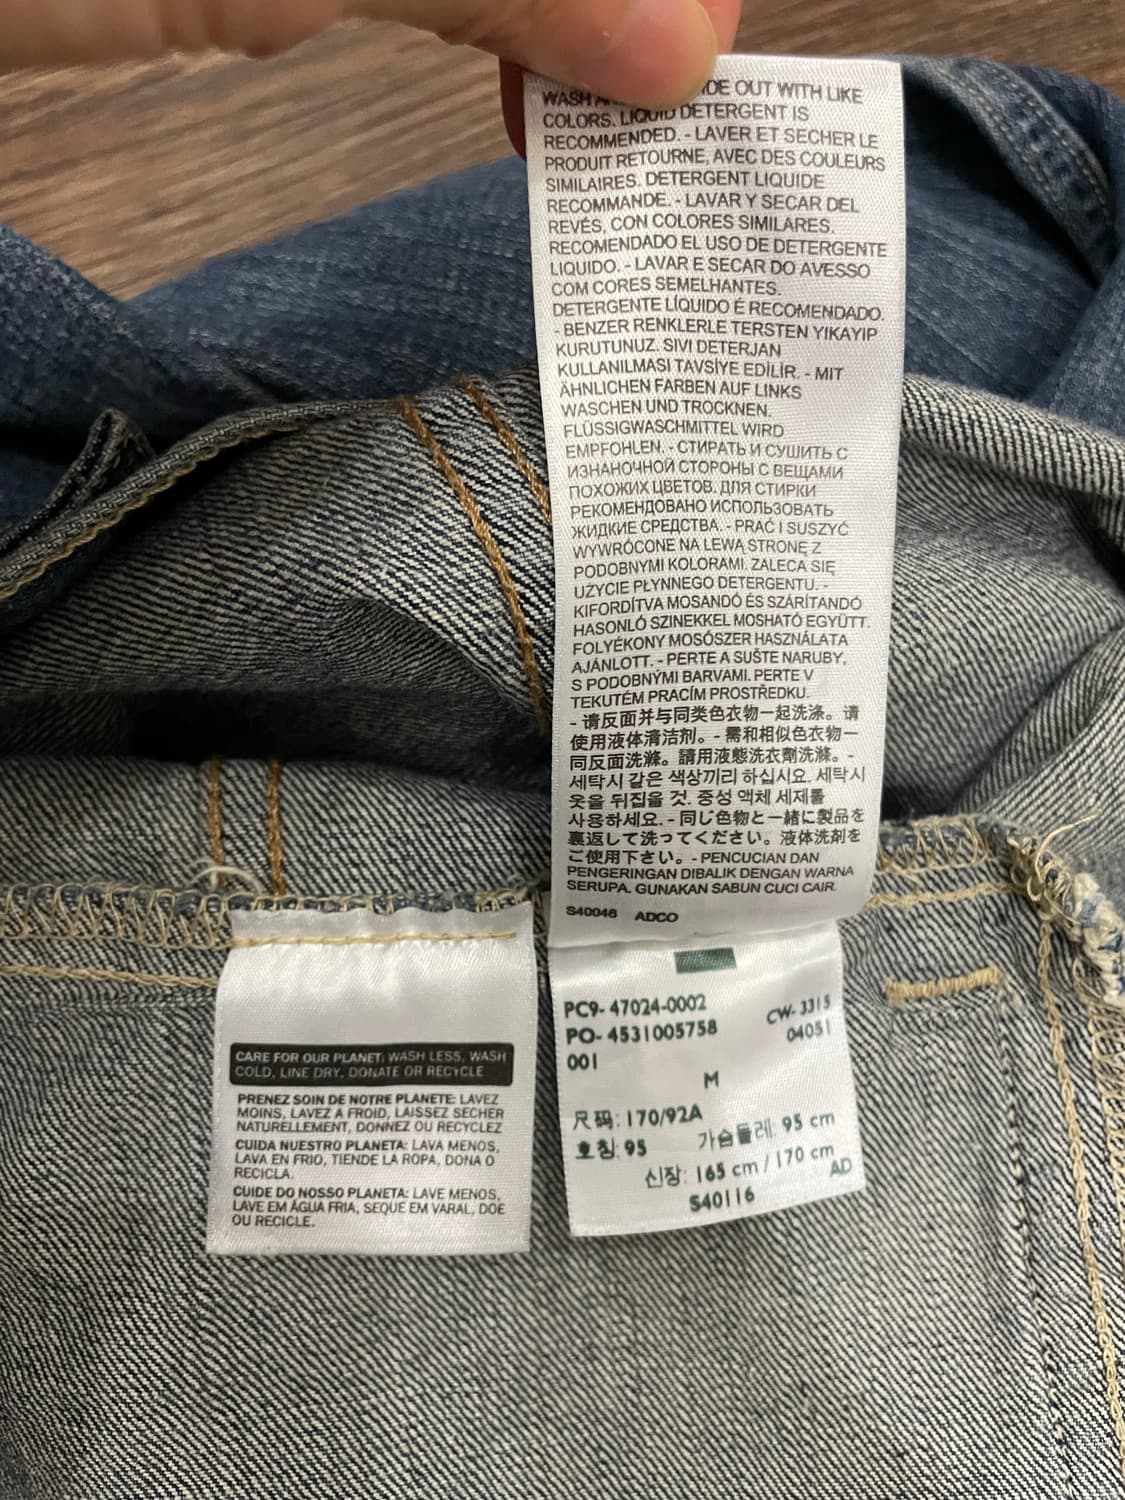 WASH DE OUT WITH LIKE
COLORS. LIQUID DETERGENT IS
RECOMMENDED. - LAVER ET SECHER LE
PRODUIT RETOURNE, AVEC DES COULEURS
SIMILAIRES. DETERGENT LIQUIDE
RECOMMANDE. - LAVAR Y SECAR DEL
REVÉS, CON COLORES SIMILARES.
RECOMENDADO EL USO DE DETERGENTE
LIQUIDO. - LAVAR E SECAR DO AVESSO
COM CORES SEMELHANTES.
DETERGENTE LÍQUIDO É RECOMENDADO.
- BENZER RENKLERLE TERSTEN YIKAYIP
KURUTUNUZ. SIVI DETERJAN
KULLANILMASI TAVSİYE EDİLİR. - MIT
ÄHNLICHEN FARBEN AUF LINKS
WASCHEN UND TROCKNEN.
FLÜSSIGWASCHMITTEL WIRD
EMPFOHLEN. - СТИРАТЬ И СУШИТЬ С
ИЗНАНОЧНОЙ СТОРОНЫ С ВЕЩАМИ
ПОХОЖИХ ЦВЕТОВ. ДЛЯ СТИРКИ
РЕКОМЕНДОВАНО ИСПОЛЬЗОВАТЬ
ЖИДКИЕ СРЕДСТВА. - PRAĆ I SUSZYĆ
WYWRÓCONE NA LEWĄ STRONĘ Z
PODOBNYMI KOLORAMI. ZALECA SIĘ
UŻYCIE PŁYNNEGO DETERGENTU. -
KIFORDÍTVA MOSANDÓ ÉS SZÁRÍTANDÓ
HASONLÓ SZINEKKEL MOSHATÓ EGYÜTT.
FOLYÉKONY MOSÓSZER HASZNÁLATA
AJÁNLOTT. - PERTE A SUŠTE NARUBY,
S PODOBNÝMI BARVAMI. PERTE V
TEKUTÉM PRACÍM PROSTŘEDKU.
- 请反面并与同类色衣物一起洗涤。请
使用液体清洁剂。- 需和相似色衣物一
同反面洗滌。請用液態洗衣劑洗滌。-
세탁시 같은 색상끼리 하십시요. 세탁시
옷을 뒤집을 것. 중성 액체 세제를
사용하세요. - 同じ色物と一緒に製品を
裏返して洗ってください。液体洗剤を
ご使用下さい。- PENCUCIAN DAN
PENGERINGAN DIBALIK DENGAN WARNA
SERUPA. GUNAKAN SABUN CUCI CAIR.
S40046 ADCO
CARE FOR OUR PLANET: WASH LESS, WASH
COLD, LINE DRY, DONATE OR RECYCLE
PRENEZ SOIN DE NOTRE PLANETE: LAVEZ
MOINS, LAVEZ A FROID, LAISSEZ SECHER
NATURELLEMENT, DONNEZ OU RECYCLEZ
CUIDA NUESTRO PLANETA: LAVA MENOS,
LAVA EN FRIO, TIENDE LA ROPA, DONA O
RECICLA.
CUIDE DO NOSSO PLANETA: LAVE MENOS,
LAVE EM ÁGUA FRIA, SEQUE EM VARAL, DOE
OU RECICLE.
PC9- 47024-0002 CW- 3315
PO- 4531005758 04051
001
M
尺码: 170/92A
호칭: 95 가슴둘레: 95 cm
신장: 165 cm / 170 cm
AD
S40116